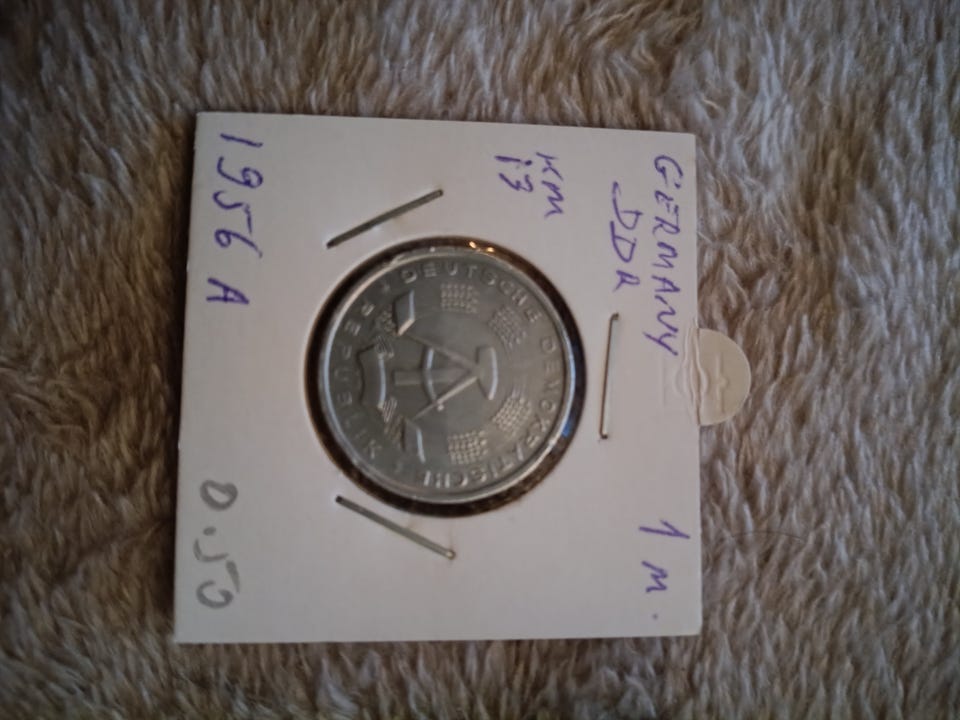 GERMANY
DDR
1 M.
KM
13
DEUTSCHE DEMOKRATISCHE REPUBLIK
1956 A
0.50